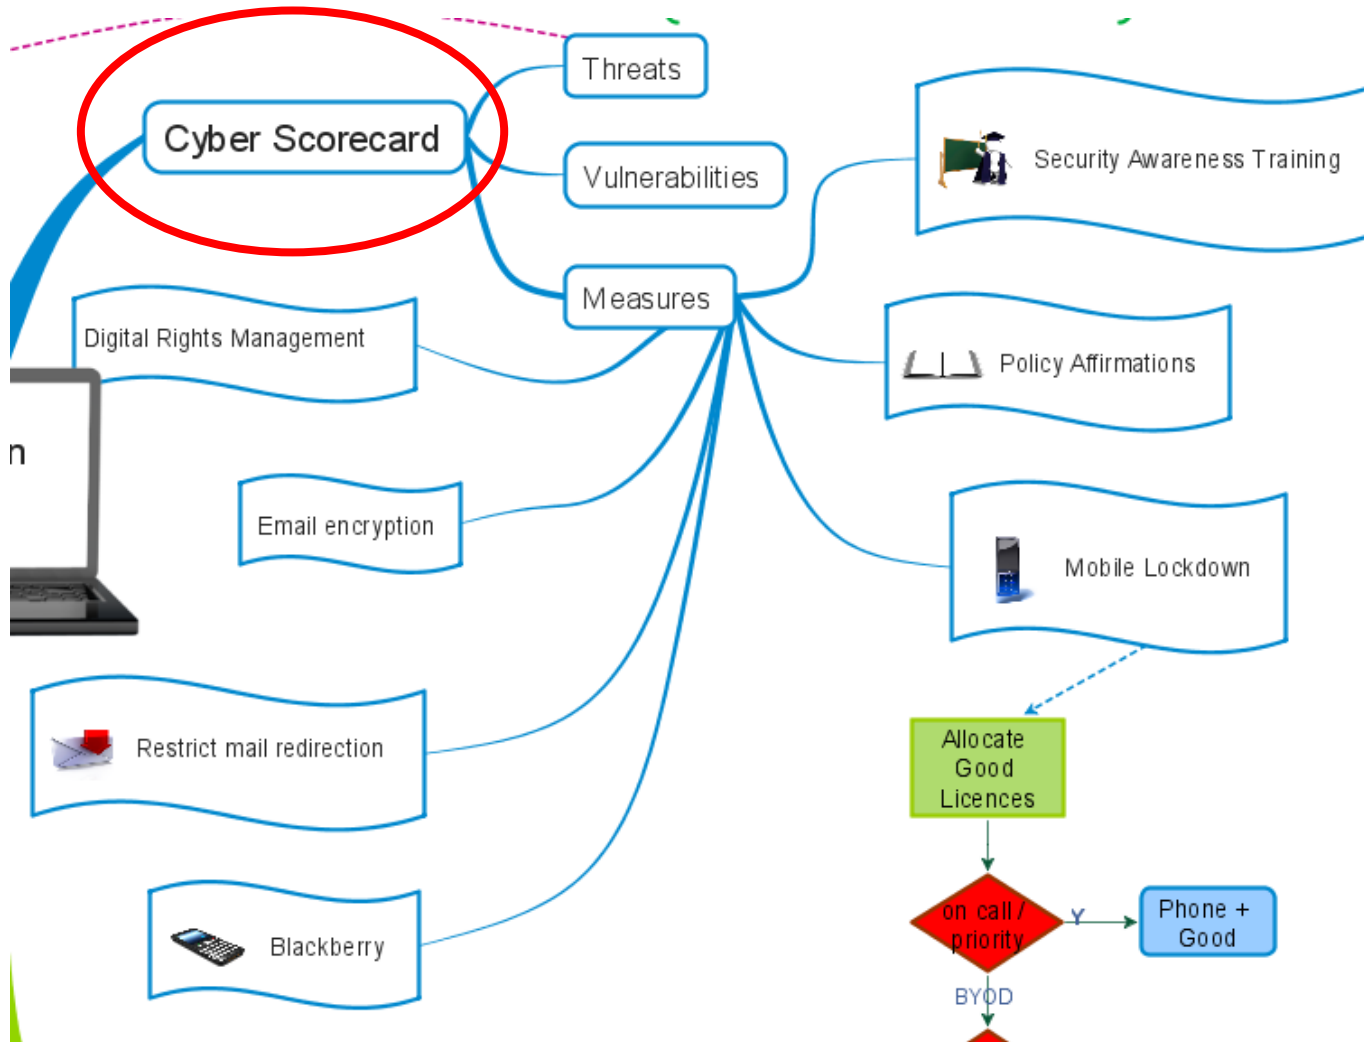 Threats
Cyber Scorecard
Vulnerabilities
Security Awareness Training
Measures
Digital Rights Management
Policy Affirmations
n
Email encryption
Mobile Lockdown
Restrict mail redirection
Allocate
Good
Licences
Blackberry
on call /
priority
Y
Phone +
Good
BYOD